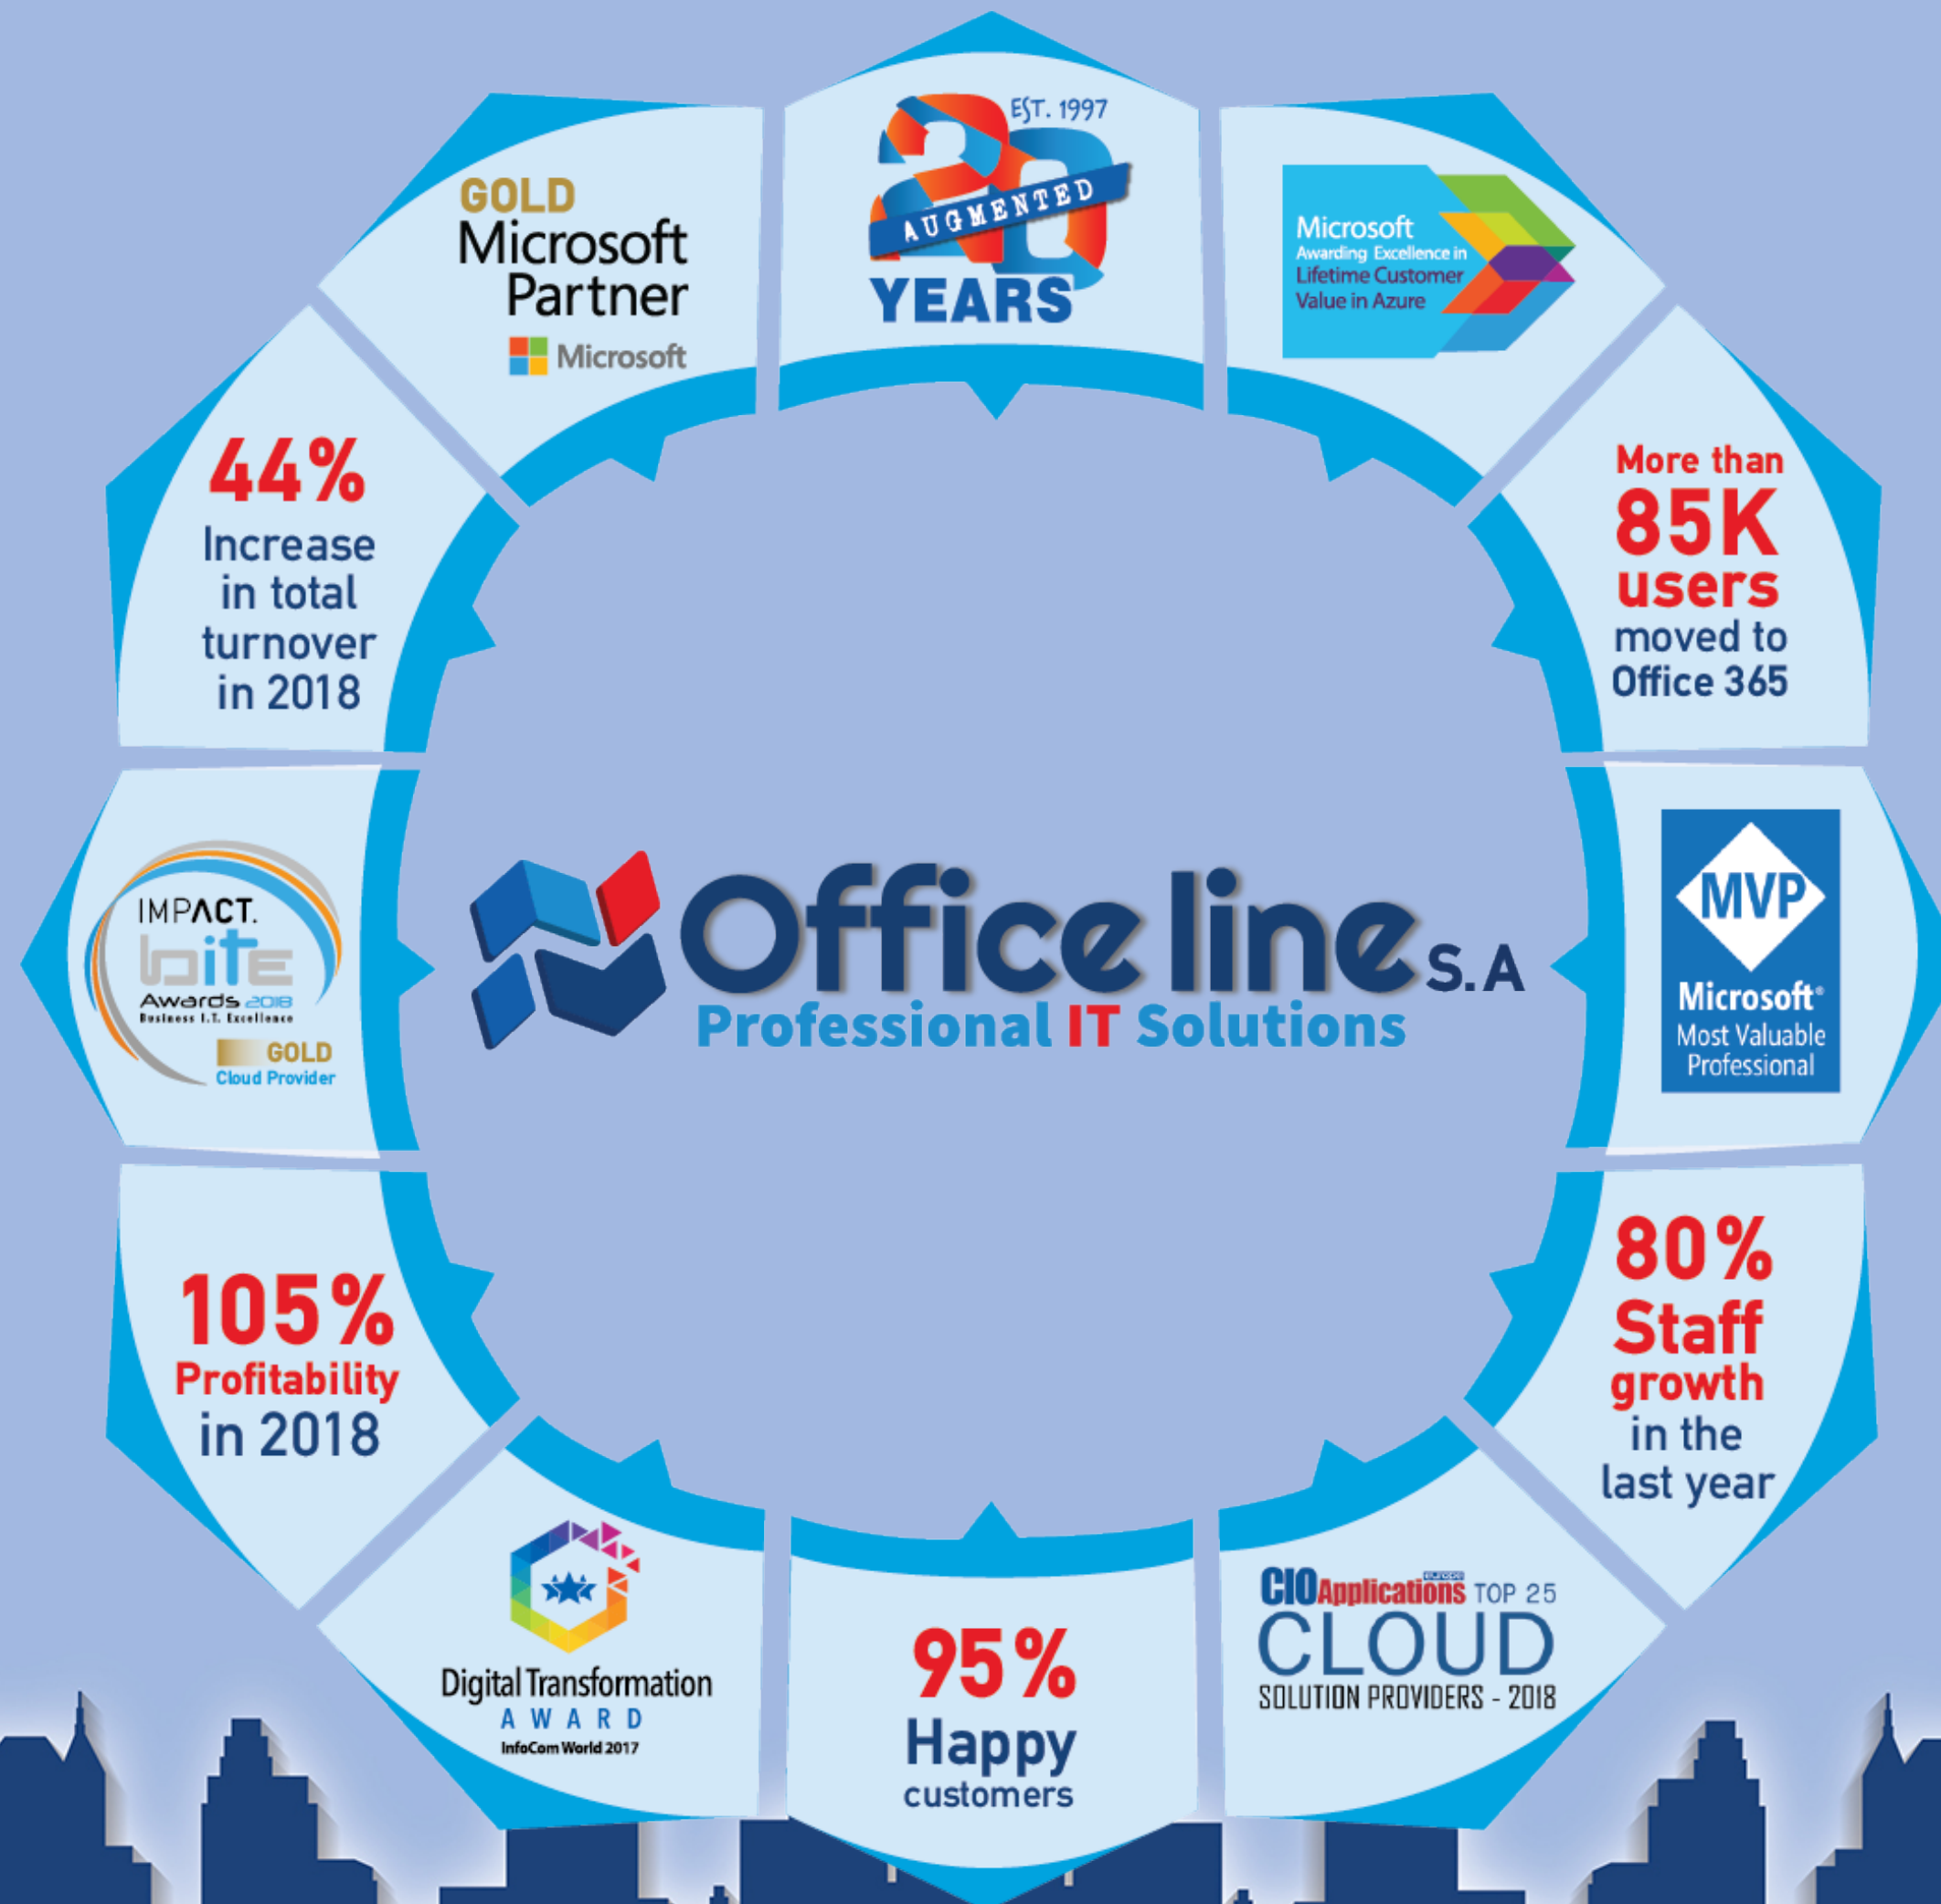 EST. 1997
20
AUGMENTED
YEARS
Microsoft
Awarding Excellence in
Lifetime Customer
Value in Azure
More than
85K
users
moved to
Office 365
MVP
Microsoft®
Most Valuable
Professional
80%
Staff
growth
in the
last year
CIO Applications europe TOP 25
CLOUD
SOLUTION PROVIDERS - 2018
95%
Happy
customers
Digital Transformation
AWARD
InfoCom World 2017
105%
Profitability
in 2018
IMPACT.
bite
Awards 2018
Business I.T. Excellence
GOLD
Cloud Provider
44%
Increase
in total
turnover
in 2018
GOLD
Microsoft
Partner
Microsoft
Office line S.A
Professional IT Solutions